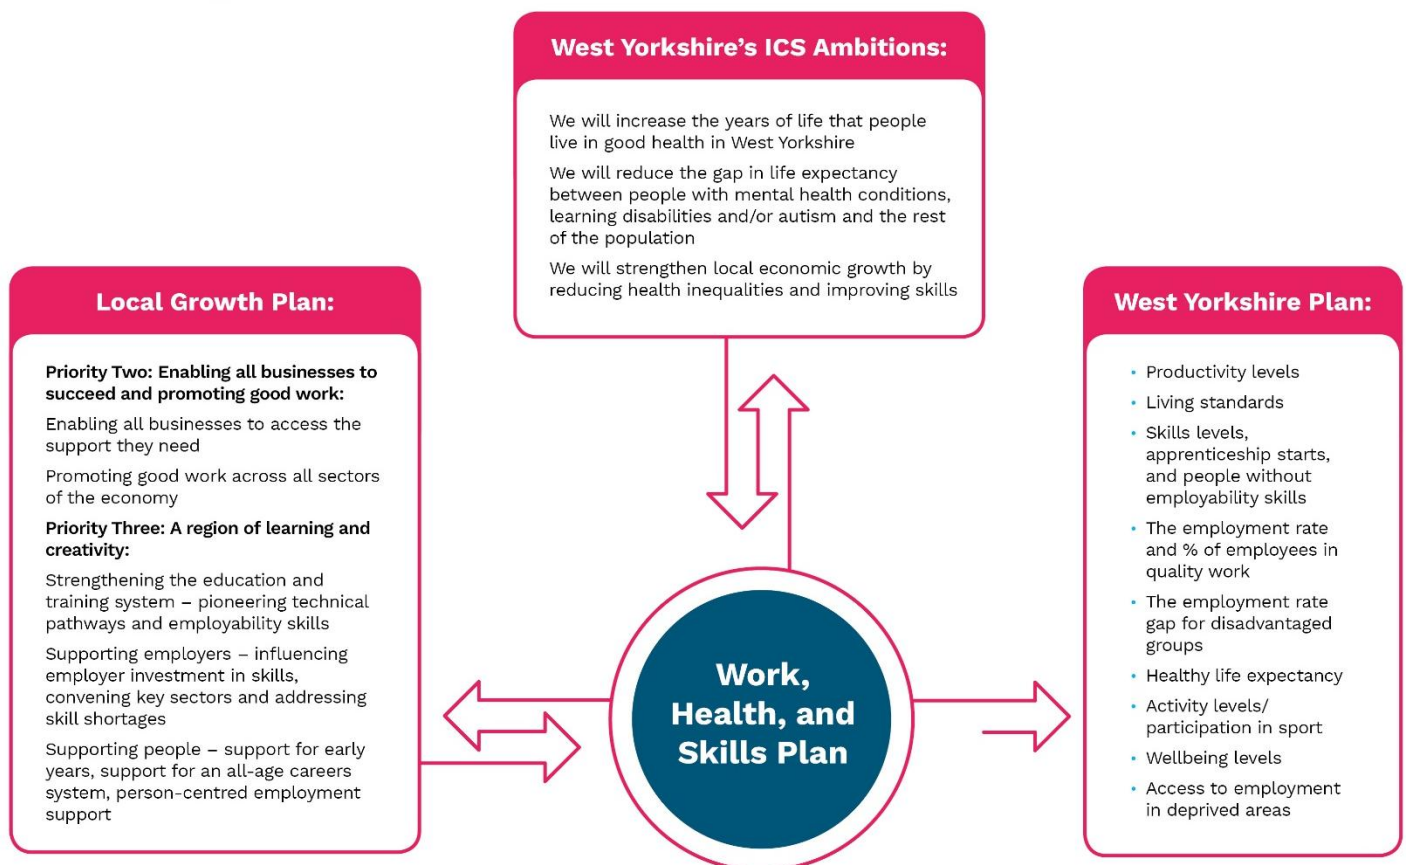 West Yorkshire's ICS Ambitions:
We will increase the years of life that people
live in good health in West Yorkshire
We will reduce the gap in life expectancy
between people with mental health conditions,
learning disabilities and/or autism and the rest
of the population
We will strengthen local economic growth by
reducing health inequalities and improving skills
Local Growth Plan:
Priority Two: Enabling all businesses to
succeed and promoting good work:
Enabling all businesses to access the
support they need
Promoting good work across all sectors
of the economy
Priority Three: A region of learning and
creativity:
Strengthening the education and
training system – pioneering technical
pathways and employability skills
Supporting employers – influencing
employer investment in skills,
convening key sectors and addressing
skill shortages
Supporting people – support for early
years, support for an all-age careers
system, person-centred employment
support
Work,
Health, and
Skills Plan
West Yorkshire Plan:
• Productivity levels
• Living standards
• Skills levels,
apprenticeship starts,
and people without
employability skills
• The employment rate
and % of employees in
quality work
• The employment rate
gap for disadvantaged
groups
• Healthy life expectancy
• Activity levels/
participation in sport
• Wellbeing levels
• Access to employment
in deprived areas